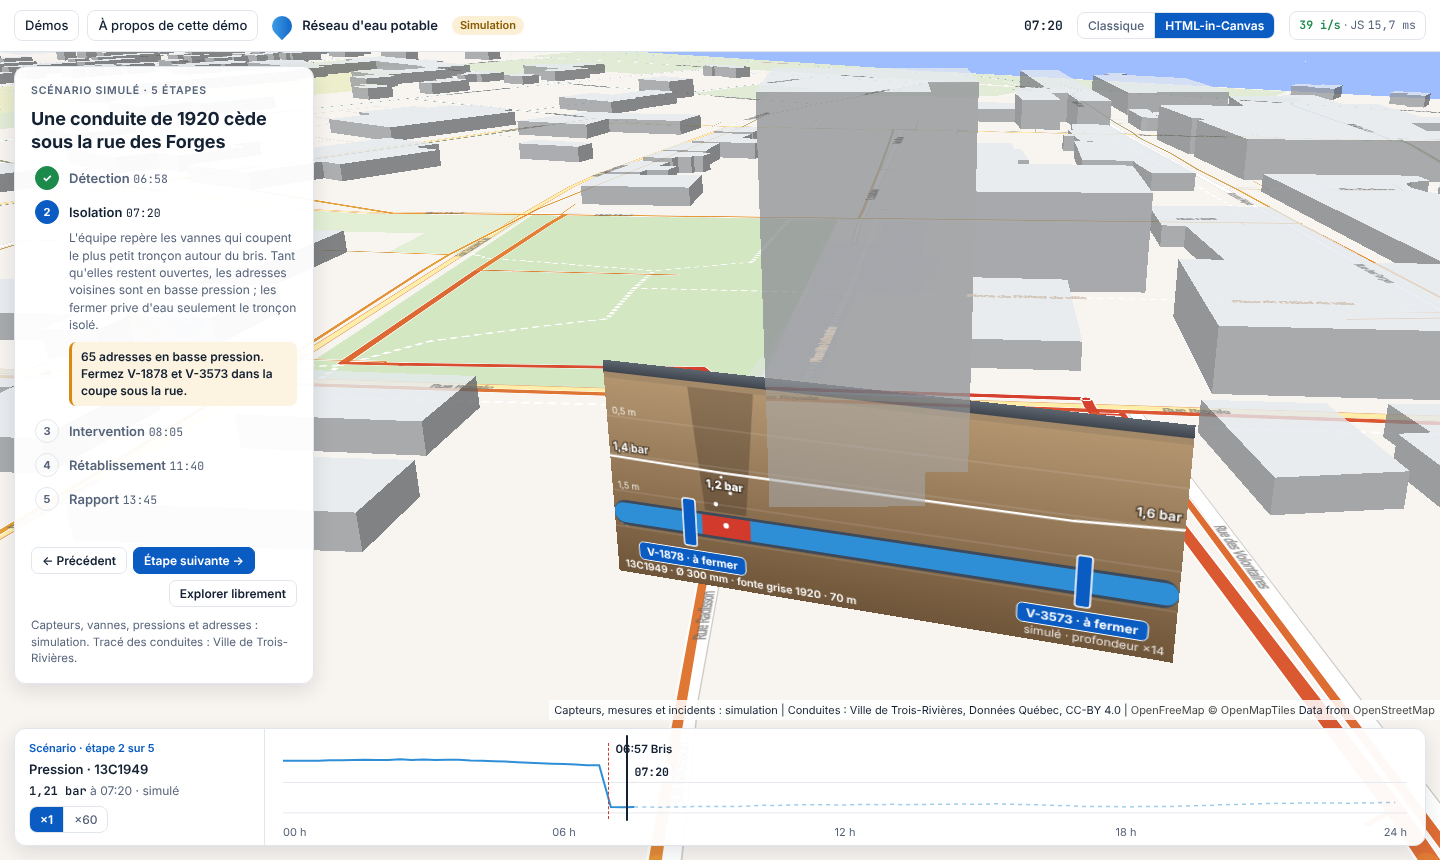 Démos
À propos de cette démo
Réseau d'eau potable
Simulation
07:20
Classique
HTML-in-Canvas
39 i/s · JS 15,7 ms
SCÉNARIO SIMULÉ · 5 ÉTAPES
Une conduite de 1920 cède
sous la rue des Forges
Détection 06:58
2
Isolation 07:20
L'équipe repère les vannes qui coupent
le plus petit tronçon autour du bris. Tant
qu'elles restent ouvertes, les adresses
voisines sont en basse pression ; les
fermer prive d'eau seulement le tronçon
isolé.
65 adresses en basse pression.
Fermez V-1878 et V-3573 dans la
coupe sous la rue.
3
Intervention 08:05
4
Rétablissement 11:40
5
Rapport 13:45
← Précédent
Étape suivante →
Explorer librement
Capteurs, vannes, pressions et adresses :
simulation. Tracé des conduites : Ville de Trois-
Rivières.
0,5 m
1,4 bar
1,5 m
1,2 bar
1,6 bar
V-1878 · à fermer
13C1949 · Ø 300 mm · fonte grise 1920 · 70 m
V-3573 · à fermer
simulé · profondeur ×14
Rue des Volontaires
Rue Radisson
Capteurs, mesures et incidents : simulation | Conduites : Ville de Trois-Rivières, Données Québec, CC-BY 4.0 | OpenFreeMap © OpenMapTiles Data from OpenStreetMap
Scénario · étape 2 sur 5
Pression · 13C1949
1,21 bar à 07:20 · simulé
×1
×60
06:57 Bris
07:20
00 h
06 h
12 h
18 h
24 h